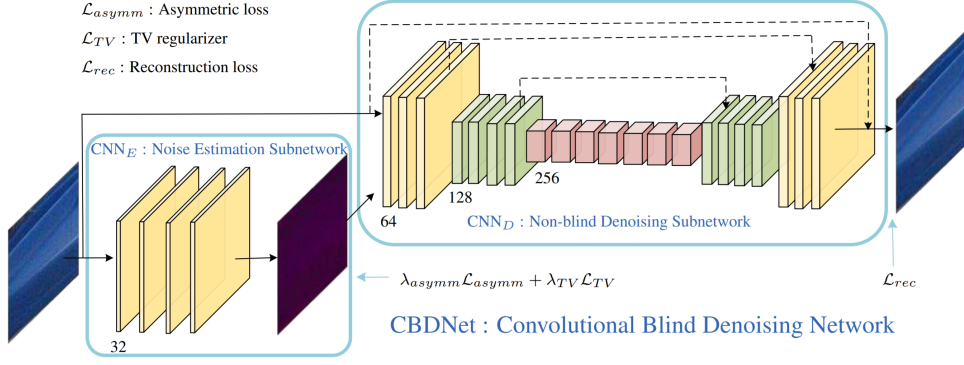 𝓛_asymm : Asymmetric loss
𝓛_TV : TV regularizer
𝓛_rec : Reconstruction loss
CNN_E : Noise Estimation Subnetwork
32
64
128
256
CNN_D : Non-blind Denoising Subnetwork
λ_asymm 𝓛_asymm + λ_TV 𝓛_TV
𝓛_rec
CBDNet : Convolutional Blind Denoising Network